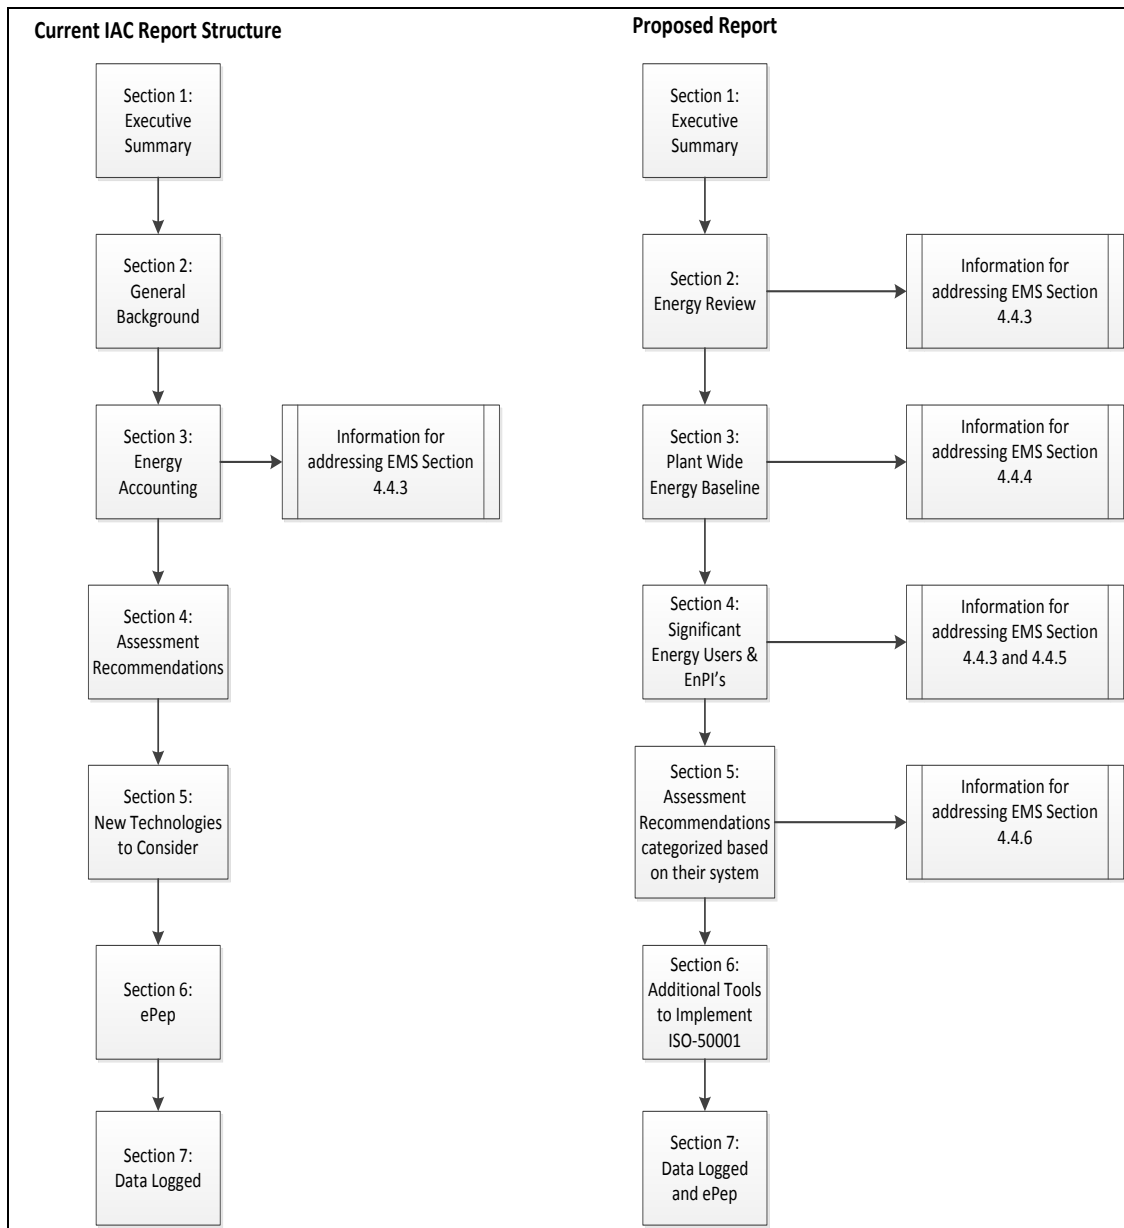 Current IAC Report Structure
Section 1:
Executive
Summary
Section 2:
General
Background
Section 3:
Energy
Accounting
Information for
addressing EMS Section
4.4.3
Section 4:
Assessment
Recommendations
Section 5:
New Technologies
to Consider
Section 6:
ePep
Section 7:
Data Logged
Proposed Report
Section 1:
Executive
Summary
Section 2:
Energy Review
Information for
addressing EMS Section
4.4.3
Section 3:
Plant Wide
Energy Baseline
Information for
addressing EMS Section
4.4.4
Section 4:
Significant
Energy Users &
EnPI's
Information for
addressing EMS Section
4.4.3 and 4.4.5
Section 5:
Assessment
Recommendations
categorized based
on their system
Information for
addressing EMS Section
4.4.6
Section 6:
Additional Tools
to Implement
ISO-50001
Section 7:
Data Logged
and ePep